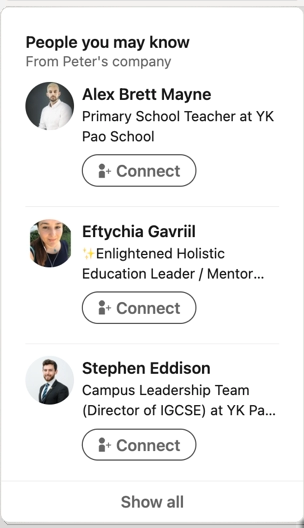 People you may know
From Peter's company
Alex Brett Mayne
Primary School Teacher at YK
Pao School
Connect
Eftychia Gavriil
✨Enlightened Holistic
Education Leader / Mentor...
Connect
Stephen Eddison
Campus Leadership Team
(Director of IGCSE) at YK Pa...
Connect
Show all